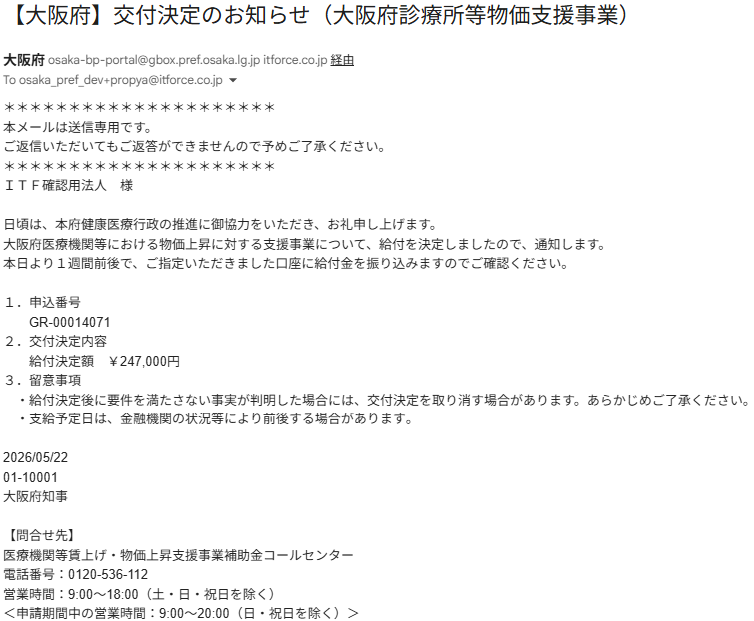 【大阪府】交付決定のお知らせ（大阪府診療所等物価支援事業）
大阪府 osaka-bp-portal@gbox.pref.osaka.lg.jp itforce.co.jp 経由
To osaka_pref_dev+propya@itforce.co.jp
＊＊＊＊＊＊＊＊＊＊＊＊＊＊＊＊＊＊＊＊＊
本メールは送信専用です。
ご返信いただいてもご返答ができませんので予めご了承ください。
＊＊＊＊＊＊＊＊＊＊＊＊＊＊＊＊＊＊＊＊＊
ＩＴＦ確認用法人　様
日頃は、本府健康医療行政の推進に御協力をいただき、お礼申し上げます。
大阪府医療機関等における物価上昇に対する支援事業について、給付を決定しましたので、通知します。
本日より１週間前後で、ご指定いただきました口座に給付金を振り込みますのでご確認ください。
１．申込番号
GR-00014071
２．交付決定内容
給付決定額　￥247,000円
３．留意事項
・給付決定後に要件を満たさない事実が判明した場合には、交付決定を取り消す場合があります。あらかじめご了承ください。
・支給予定日は、金融機関の状況等により前後する場合があります。
2026/05/22
01-10001
大阪府知事
【問合せ先】
医療機関等賃上げ・物価上昇支援事業補助金コールセンター
電話番号：0120-536-112
営業時間：9:00～18:00（土・日・祝日を除く）
＜申請期間中の営業時間：9:00～20:00（日・祝日を除く）＞